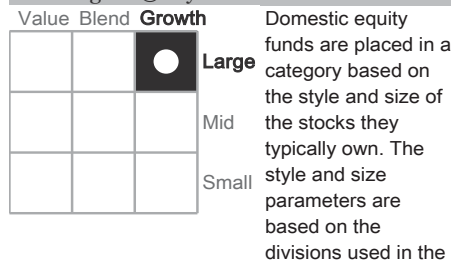 Value Blend Growth
Large
Mid
Small
Domestic equity
funds are placed in a
category based on
the style and size of
the stocks they
typically own. The
style and size
parameters are
based on the
divisions used in the